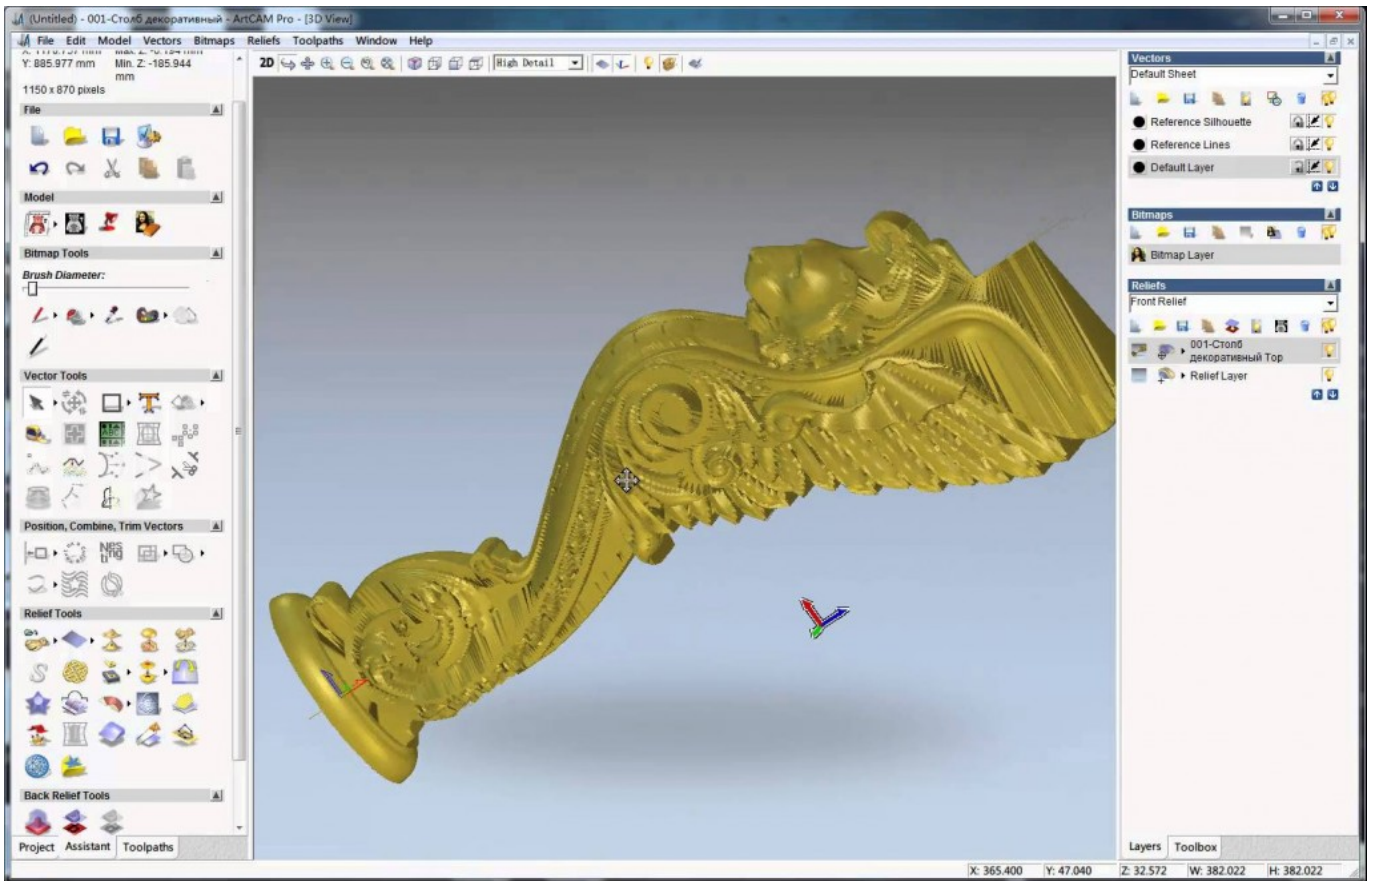 (Untitled) - 001-Столб декоративный - ArtCAM Pro - [3D View]
File Edit Model Vectors Bitmaps Reliefs Toolpaths Window Help
Y: 885.977 mm Min. Z: -185.944
mm
1150 x 870 pixels
File
Model
Bitmap Tools
Brush Diameter:
Vector Tools
Position, Combine, Trim Vectors
Relief Tools
Back Relief Tools
Project Assistant Toolpaths
2D High Detail
Vectors
Default Sheet
Reference Silhouette
Reference Lines
Default Layer
Bitmaps
Bitmap Layer
Reliefs
Front Relief
001-Столб
декоративный Top
Relief Layer
Layers Toolbox
X: 365.400 Y: 47.040 Z: 32.572 W: 382.022 H: 382.022